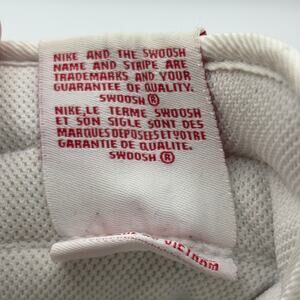 NIKE AND THE SWOOSH
NAME AND STRIPE ARE
TRADEMARKS AND YOUR
GUARANTEE OF QUALITY.
SWOOSH ®
NIKE, LE TERME SWOOSH
ET SON SIGLE SONT DES
MARQUES DEPOSEES ET VOTRE
GARANTIE DE QUALITE.
SWOOSH ®
VIETNAM